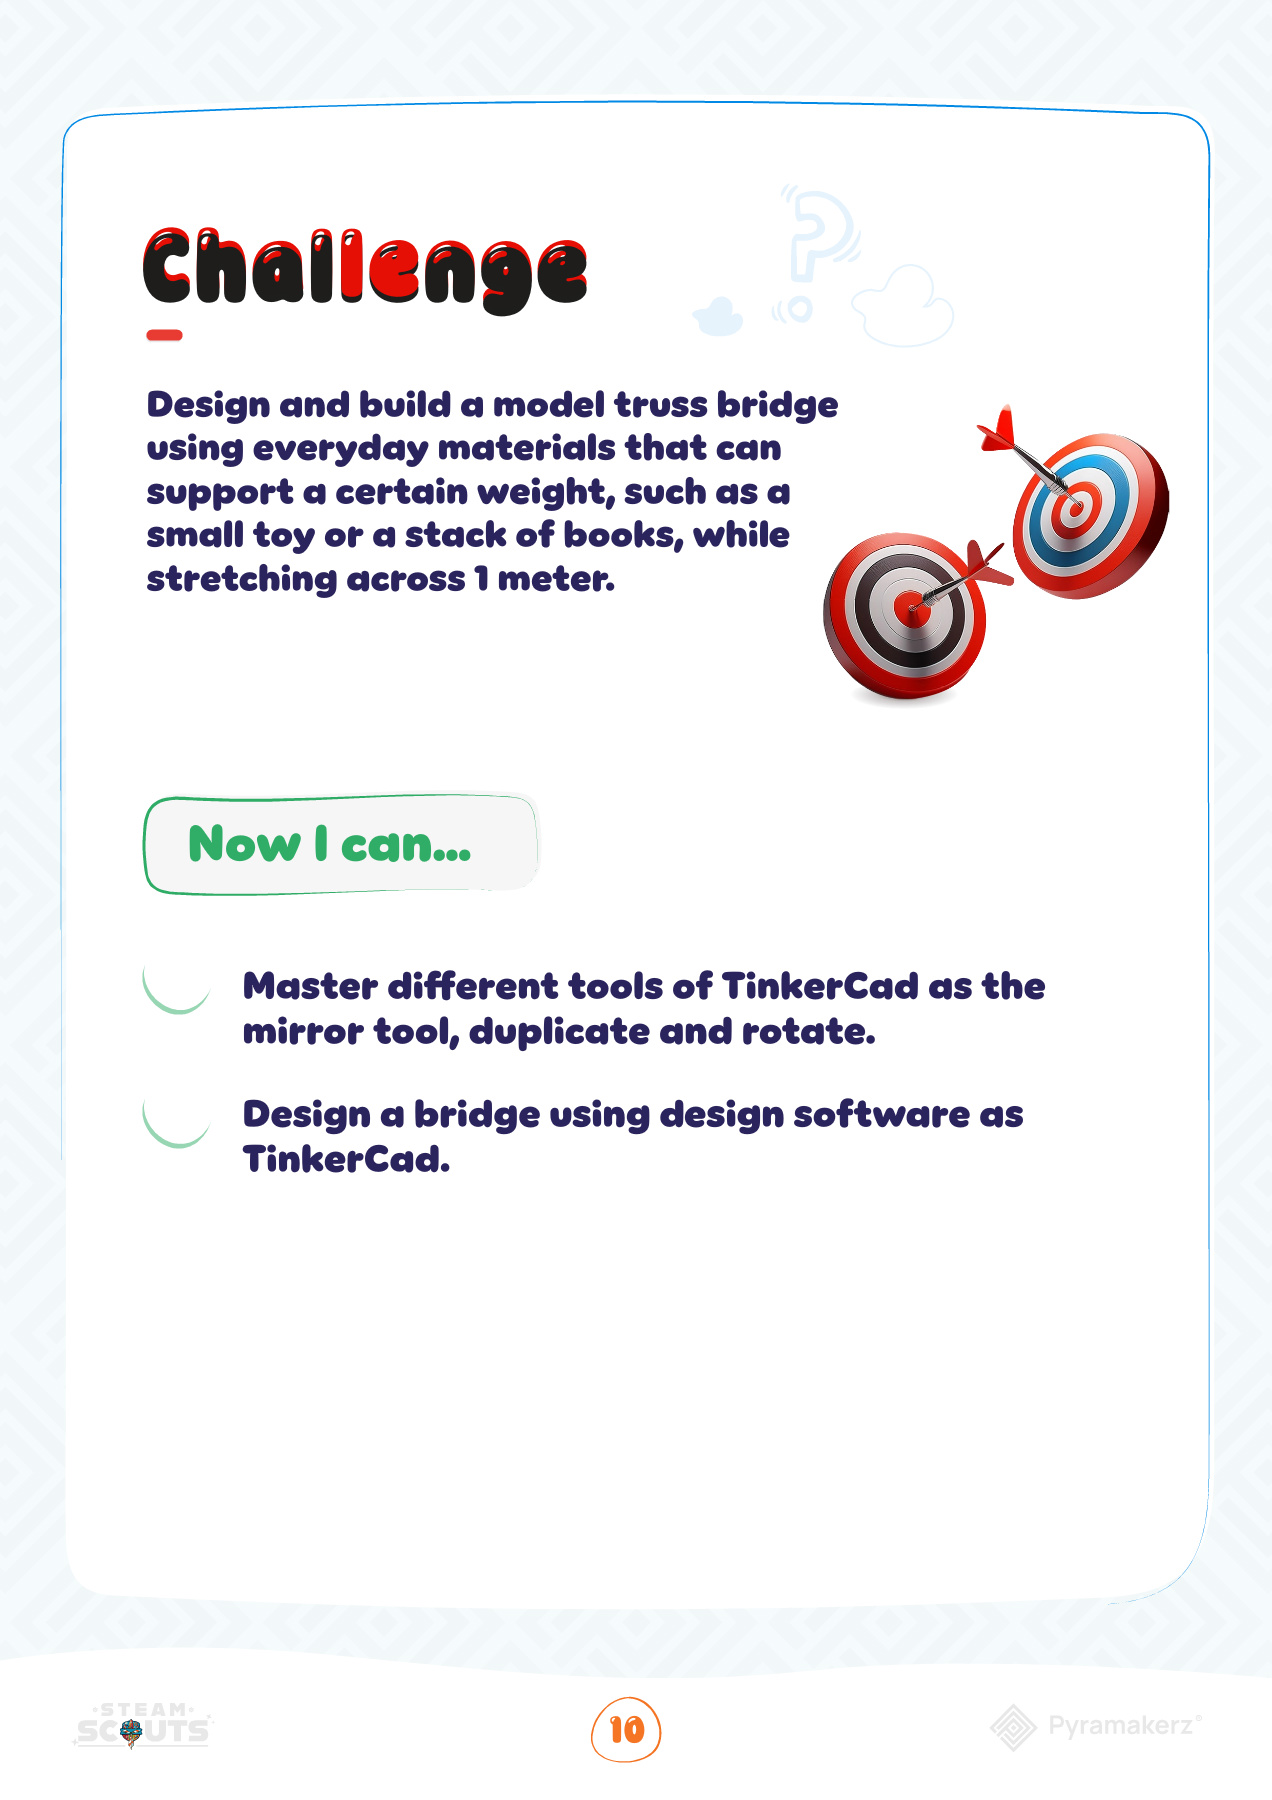 Challenge
Design and build a model truss bridge
using everyday materials that can
support a certain weight, such as a
small toy or a stack of books, while
stretching across 1 meter.
Now I can...
Master different tools of TinkerCad as the
mirror tool, duplicate and rotate.
Design a bridge using design software as
TinkerCad.
STEAM
SCOUTS
10
Pyramakerz